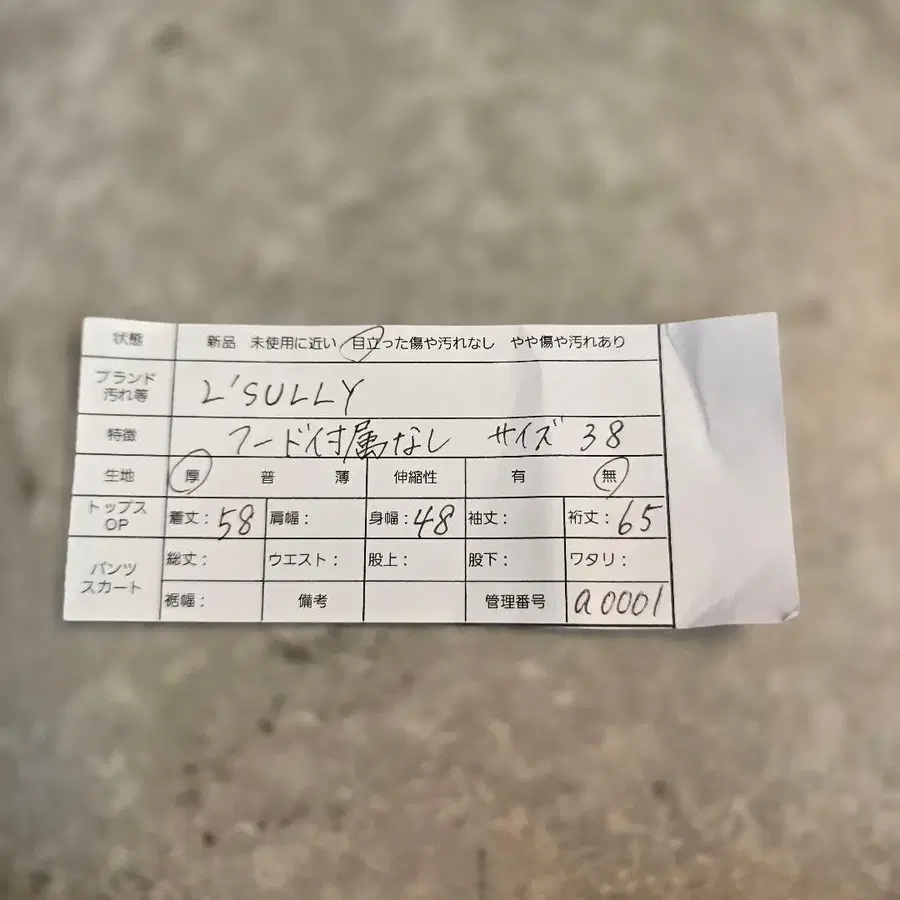 状態 新品 未使用に近い 目立った傷や汚れなし やや傷や汚れあり
ブランド
汚れ等 L'SULLY
特徴 フード付属なし サイズ 38
生地 厚 普 薄 伸縮性 有 無
トップス
OP 着丈：58 肩幅： 身幅：48 袖丈： 裄丈：65
パンツ
スカート 総丈： ウエスト： 股上： 股下： ワタリ：
裾幅： 備考 管理番号 a0001